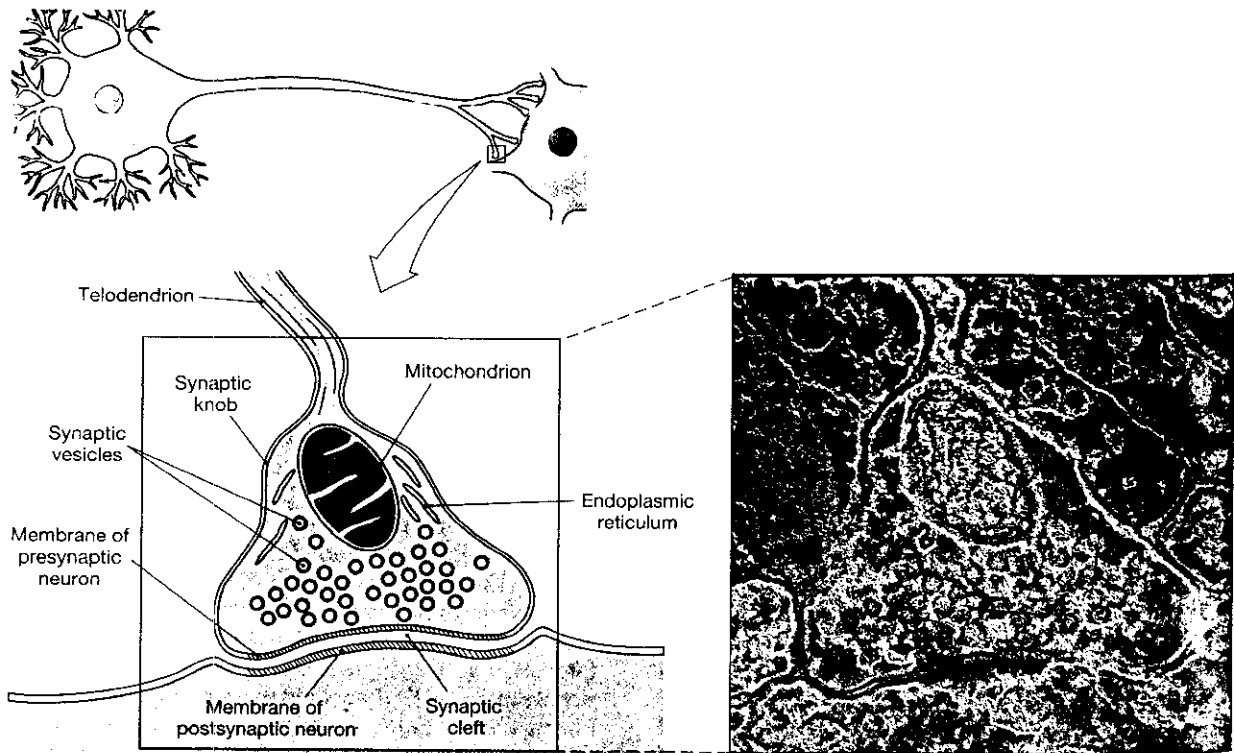 Telodendrion
Synaptic
knob
Mitochondrion
Synaptic
vesicles
Endoplasmic
reticulum
Membrane of
presynaptic
neuron
Membrane of
postsynaptic neuron
Synaptic
cleft